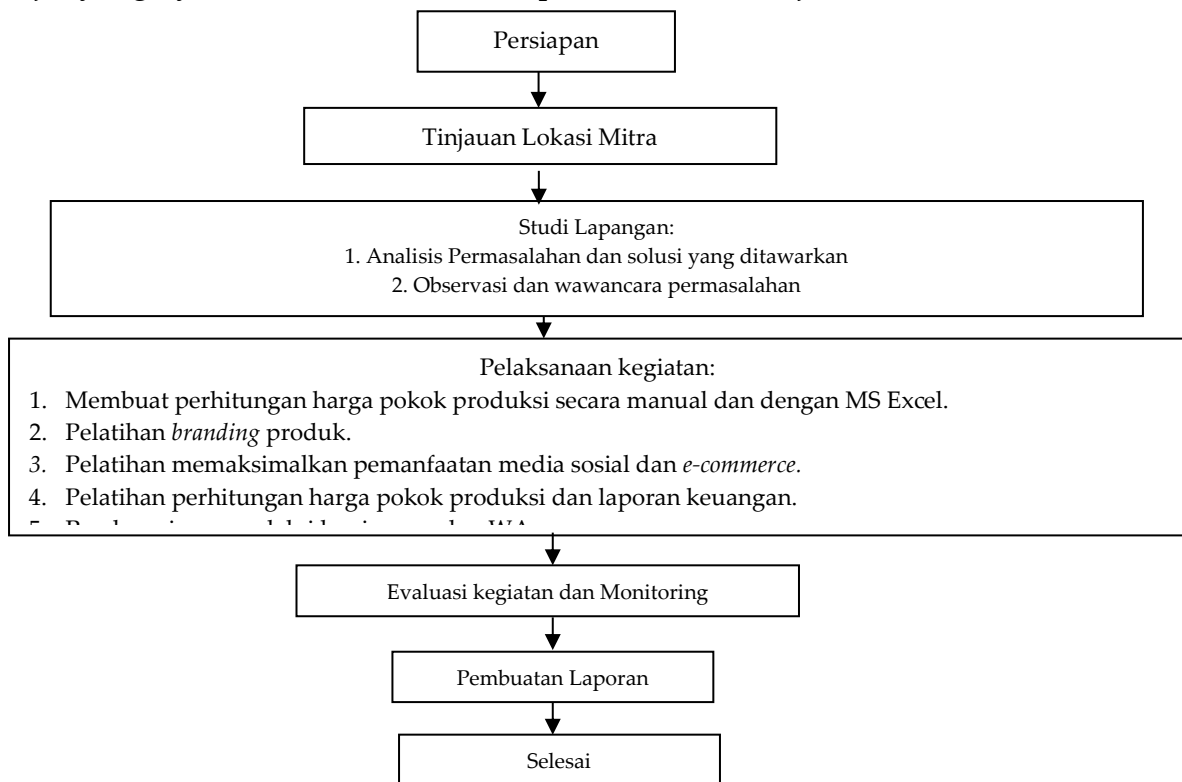 Persiapan
Tinjauan Lokasi Mitra
Studi Lapangan:
1. Analisis Permasalahan dan solusi yang ditawarkan
2. Observasi dan wawancara permasalahan
Pelaksanaan kegiatan:
1. Membuat perhitungan harga pokok produksi secara manual dan dengan MS Excel.
2. Pelatihan branding produk.
3. Pelatihan memaksimalkan pemanfaatan media sosial dan e-commerce.
4. Pelatihan perhitungan harga pokok produksi dan laporan keuangan.
Evaluasi kegiatan dan Monitoring
Pembuatan Laporan
Selesai